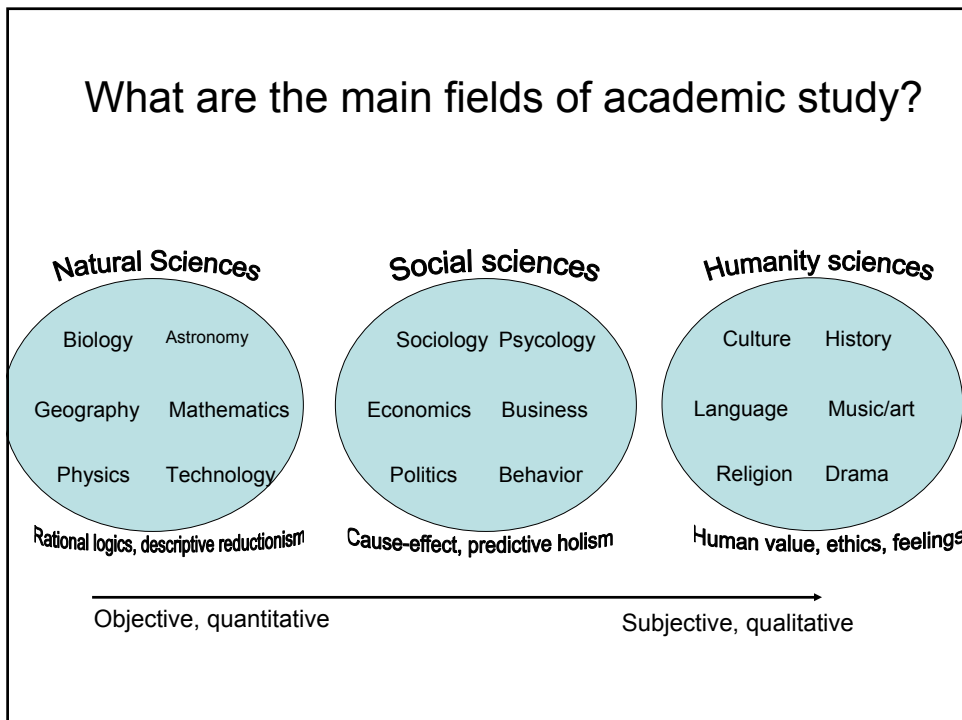 What are the main fields of academic study?
Natural Sciences
Biology Astronomy
Geography Mathematics
Physics Technology
Rational logics, descriptive reductionism
Social sciences
Sociology Psycology
Economics Business
Politics Behavior
Cause-effect, predictive holism
Humanity sciences
Culture History
Language Music/art
Religion Drama
Human value, ethics, feelings
Objective, quantitative
Subjective, qualitative